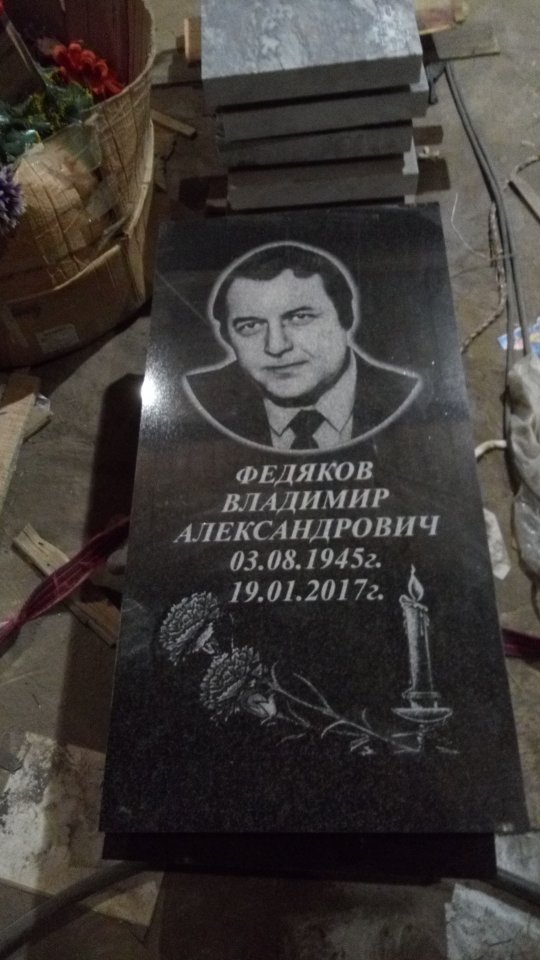 ФЕДЯКОВ
ВЛАДИМИР
АЛЕКСАНДРОВИЧ
03.08.1945г.
19.01.2017г.